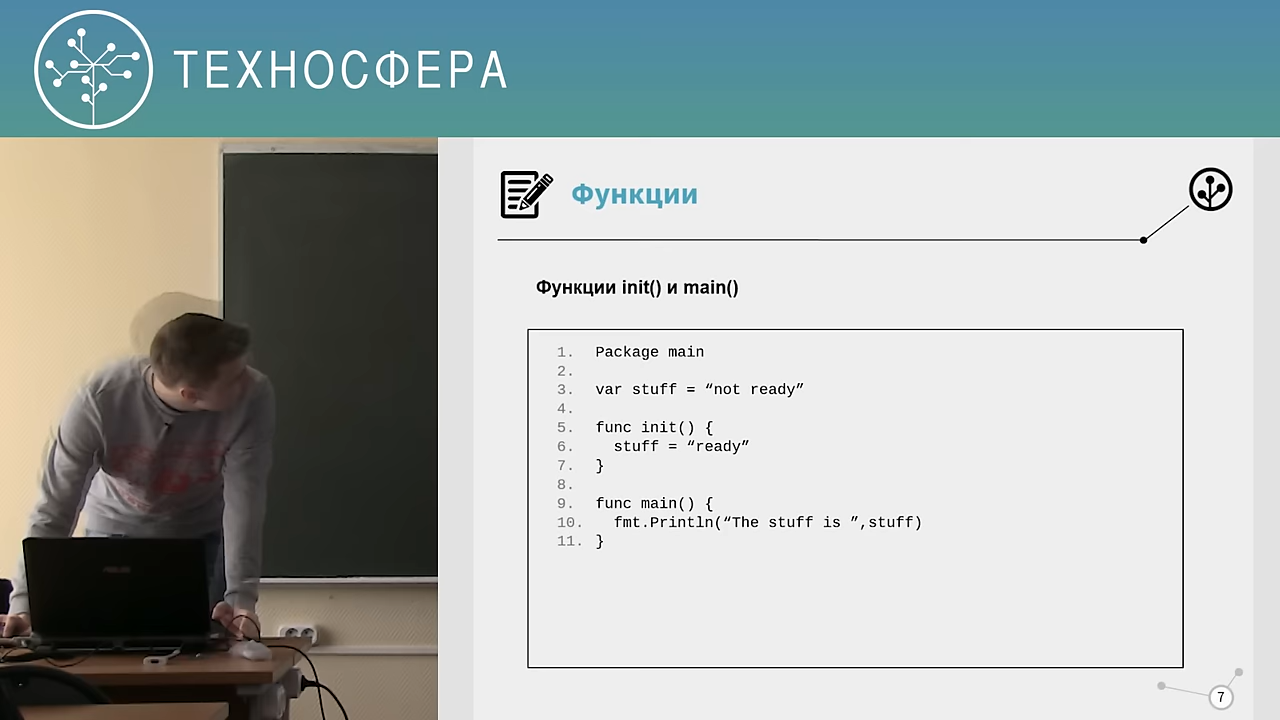 ТЕХНОСФЕРА
Функции
Функции init() и main()
1. Package main
2.
3. var stuff = “not ready”
4.
5. func init() {
6. stuff = “ready”
7. }
8.
9. func main() {
10. fmt.Println(“The stuff is ”,stuff)
11. }
7